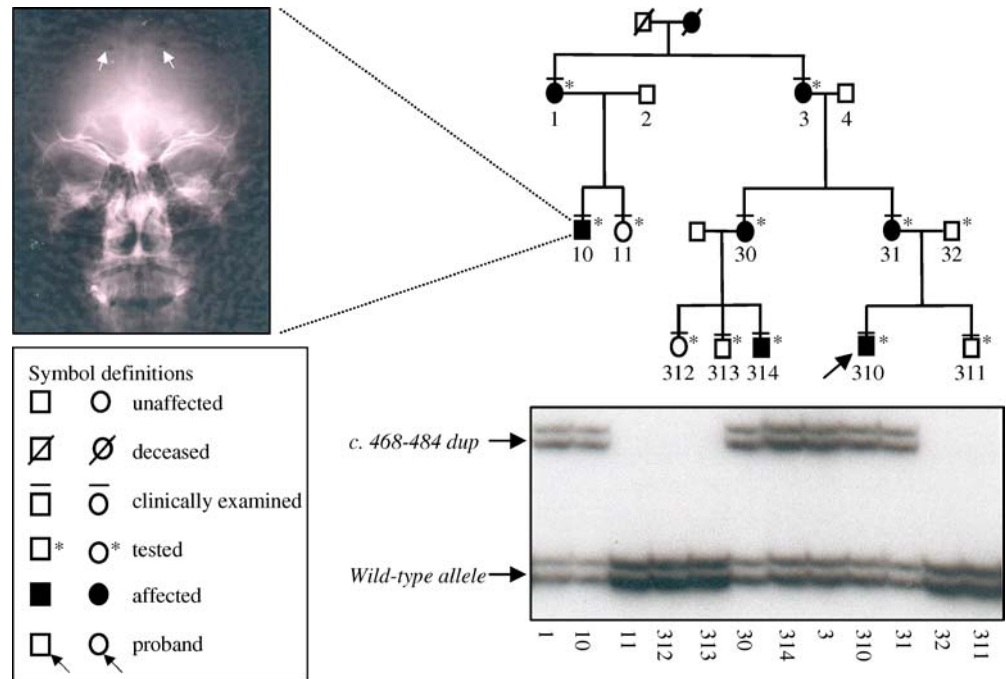 1 * 2 3 * 4
10 * 11 * 30 * 31 * 32 *
312 * 313 * 314 * 310 * 311 *
Symbol definitions
unaffected
deceased
clinically examined
* * tested
affected
proband
c. 468-484 dup
Wild-type allele
1 10 11 312 313 30 314 3 310 31 32 311